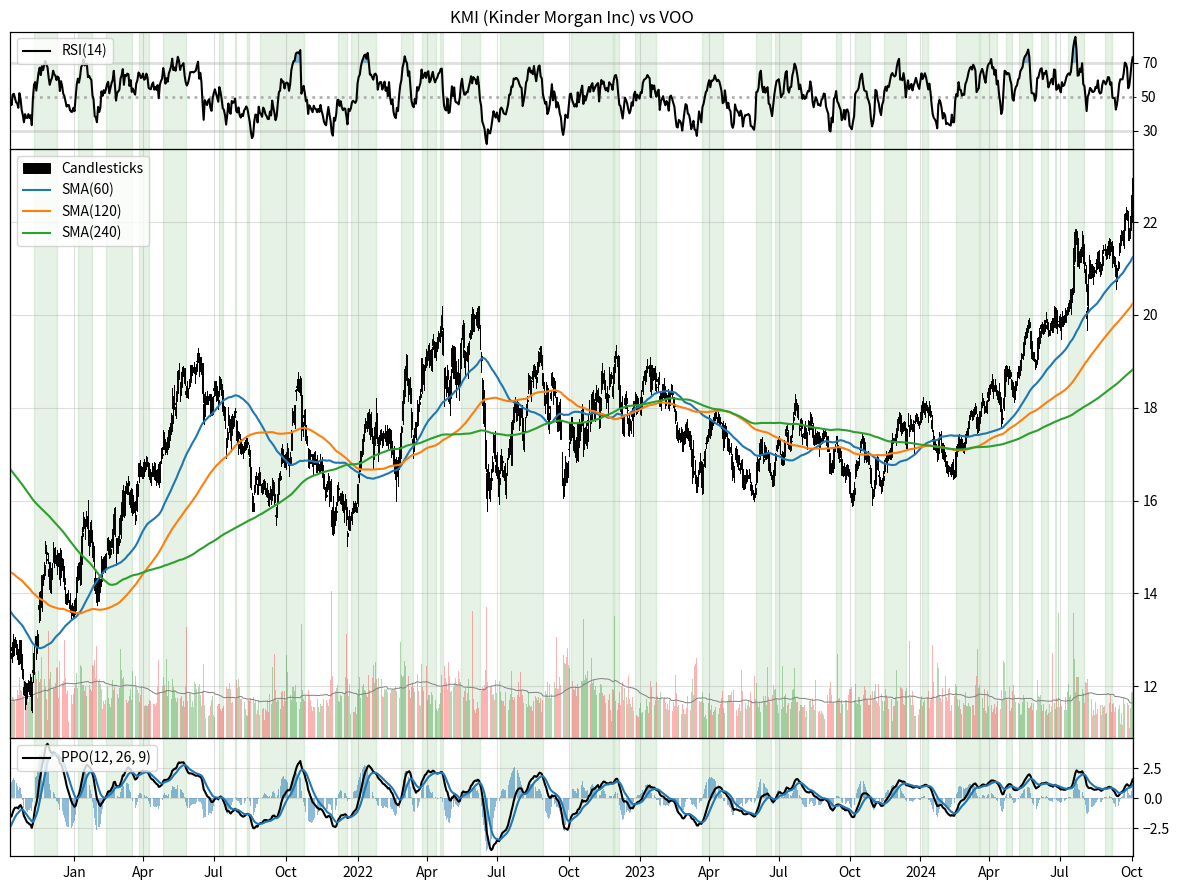 KMI (Kinder Morgan Inc) vs VOO
RSI(14)
70
50
30
Candlesticks
SMA(60)
SMA(120)
SMA(240)
22
20
18
16
14
12
PPO(12, 26, 9)
2.5
0.0
−2.5
Jan Apr Jul Oct 2022 Apr Jul Oct 2023 Apr Jul Oct 2024 Apr Jul Oct